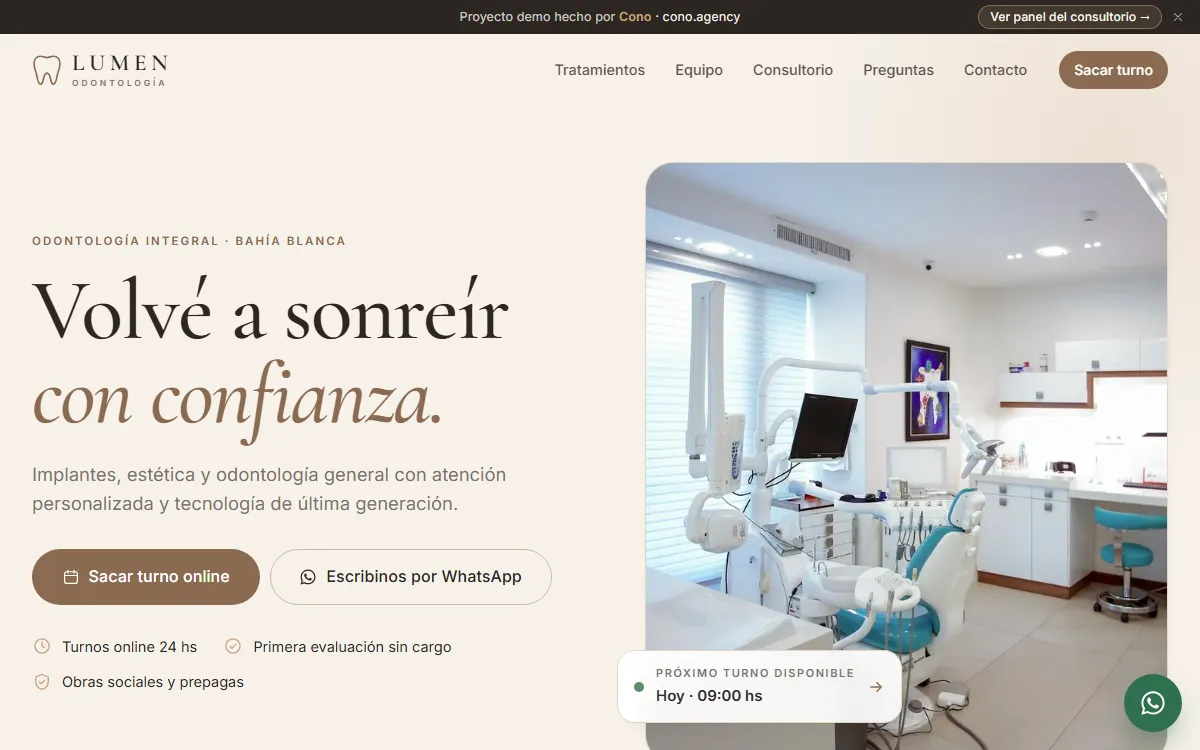 Proyecto demo hecho por Cono · cono.agency
Ver panel del consultorio →
LUMEN
ODONTOLOGÍA
Tratamientos
Equipo
Consultorio
Preguntas
Contacto
Sacar turno
ODONTOLOGÍA INTEGRAL · BAHÍA BLANCA
Volvé a sonreír
con confianza.
Implantes, estética y odontología general con atención
personalizada y tecnología de última generación.
Sacar turno online
Escribinos por WhatsApp
Turnos online 24 hs
Primera evaluación sin cargo
Obras sociales y prepagas
PRÓXIMO TURNO DISPONIBLE
Hoy · 09:00 hs